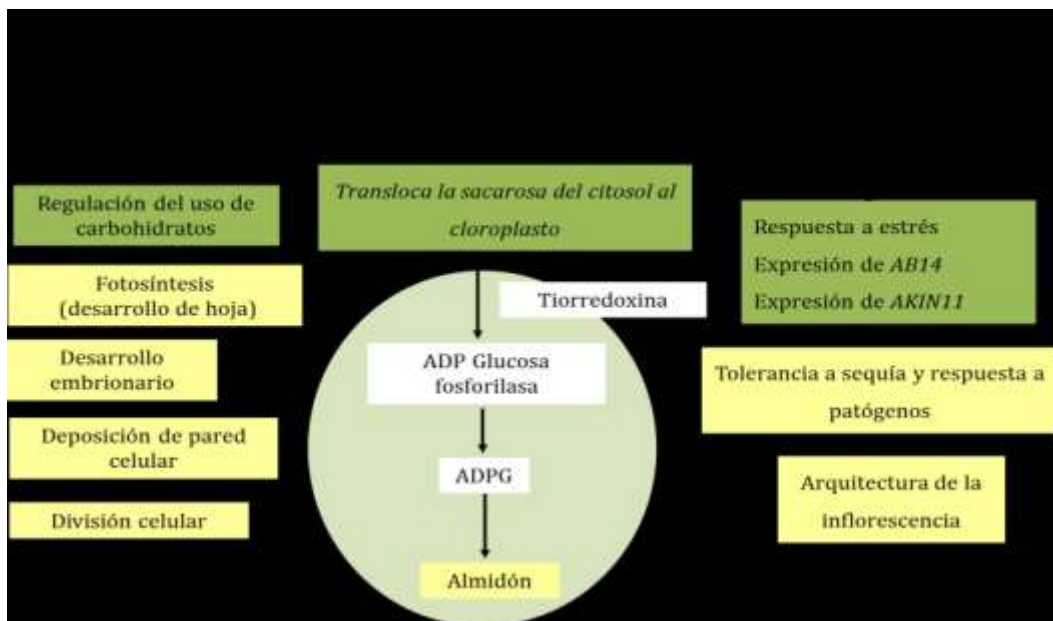 Regulación del uso de
carbohidratos
Fotosíntesis
(desarrollo de hoja)
Desarrollo
embrionario
Deposición de pared
celular
División celular
Transloca la sacarosa del citosol al
cloroplasto
Tiorredoxina
ADP Glucosa
fosforilasa
ADPG
Almidón
Respuesta a estrés
Expresión de AB14
Expresión de AKIN11
Tolerancia a sequía y respuesta a
patógenos
Arquitectura de la
inflorescencia